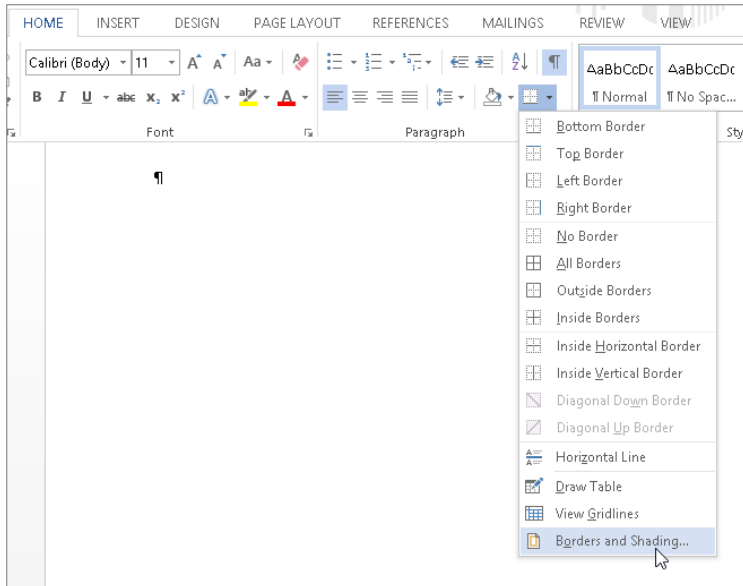 HOME INSERT DESIGN PAGE LAYOUT REFERENCES MAILINGS REVIEW VIEW
Calibri (Body) 11 A A Aa A A Z ¶ AaBbCcDc AaBbCcDc
B I U abc x₂ x² A ab A ¶ Normal ¶ No Spac...
Font Paragraph Sty
¶
Bottom Border
Top Border
Left Border
Right Border
No Border
All Borders
Outside Borders
Inside Borders
Inside Horizontal Border
Inside Vertical Border
Diagonal Down Border
Diagonal Up Border
Horizontal Line
Draw Table
View Gridlines
Borders and Shading...